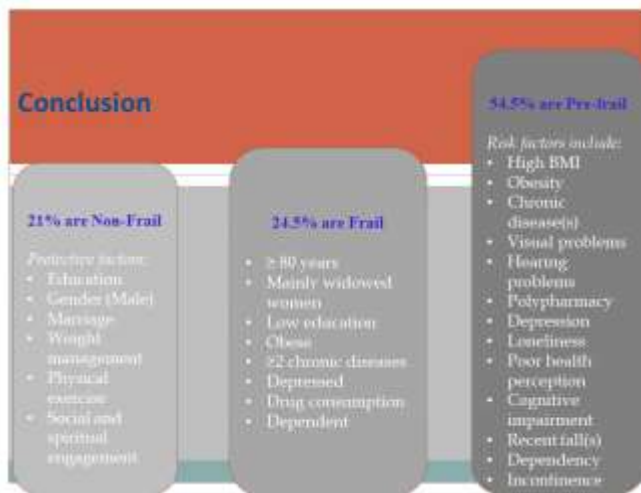 Conclusion
21% are Non-Frail
Protective factors:
• Education
• Gender (Male)
• Marriage
• Weight
management
• Physical
exercise
• Social and
spiritual
engagement
24.5% are Frail
• ≥ 80 years
• Mainly widowed
women
• Low education
• Obese
• ≥2 chronic diseases
• Depressed
• Drug consumption
• Dependent
54.5% are Pre-frail
Risk factors include:
• High BMI
• Obesity
• Chronic
disease(s)
• Visual problems
• Hearing
problems
• Polypharmacy
• Depression
• Loneliness
• Poor health
perception
• Cognitive
impairment
• Recent fall(s)
• Dependency
• Incontinence